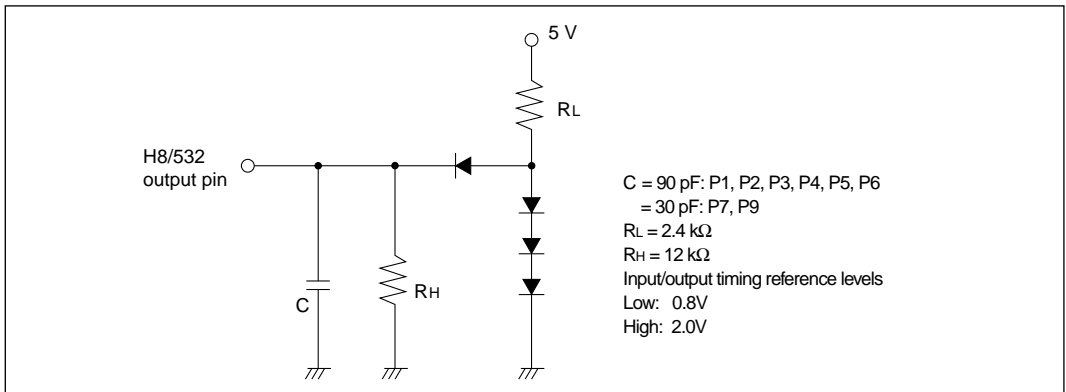 5 V
RL
H8/532
output pin
C
RH
C = 90 pF: P1, P2, P3, P4, P5, P6
= 30 pF: P7, P9
RL = 2.4 kΩ
RH = 12 kΩ
Input/output timing reference levels
Low: 0.8V
High: 2.0V